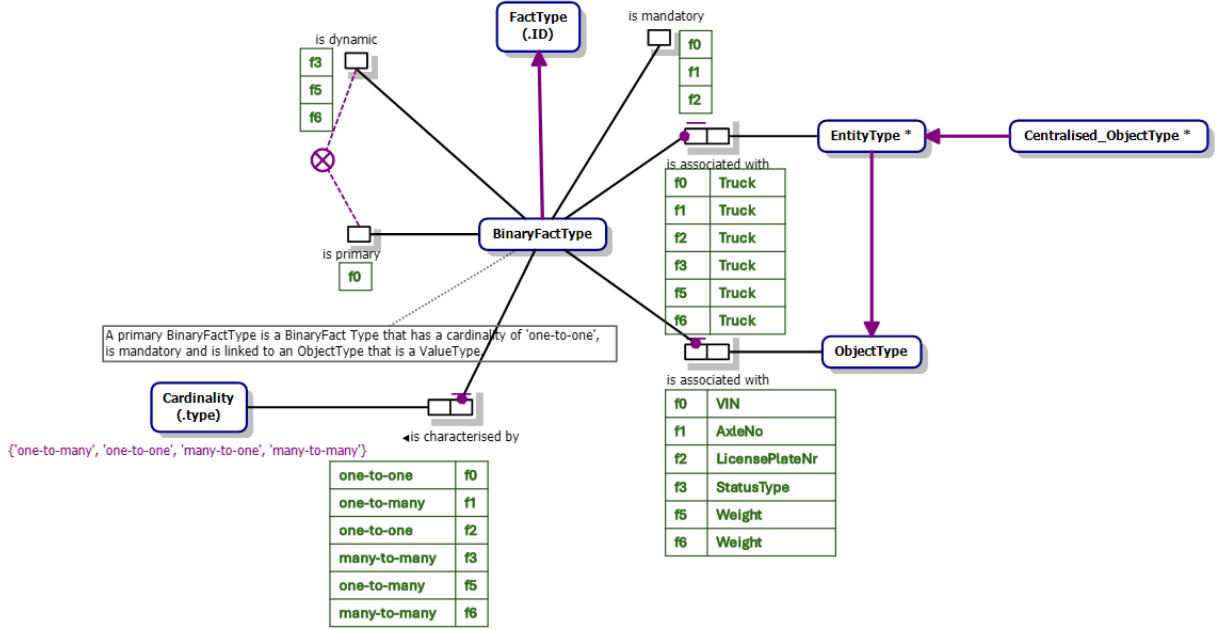 FactType
(.ID)
is mandatory
is dynamic
f3
f5
f6
f0
f1
f2
EntityType *
Centralised_ObjectType *
is associated with
f0 Truck
f1 Truck
f2 Truck
f3 Truck
f5 Truck
f6 Truck
BinaryFactType
is primary
f0
A primary BinaryFactType is a BinaryFact Type that has a cardinality of 'one-to-one',
is mandatory and is linked to an ObjectType that is a ValueType.
ObjectType
is associated with
f0 VIN
f1 AxleNo
f2 LicensePlateNr
f3 StatusType
f5 Weight
f6 Weight
Cardinality
(.type)
{'one-to-many', 'one-to-one', 'many-to-one', 'many-to-many'}
◄is characterised by
one-to-one f0
one-to-many f1
one-to-one f2
many-to-many f3
one-to-many f5
many-to-many f6